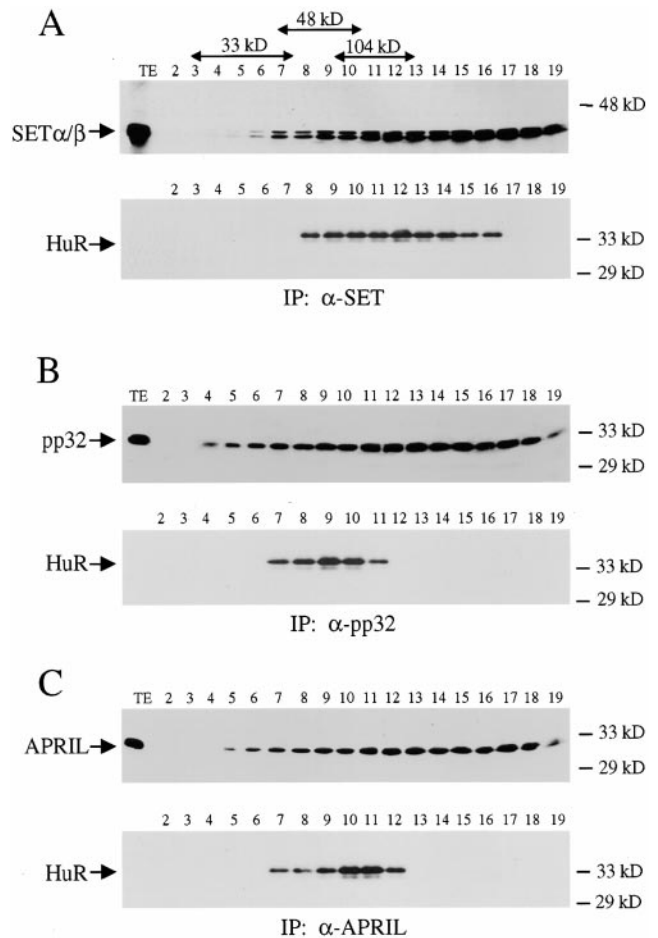 A
48 kD
33 kD
104 kD
TE 2 3 4 5 6 7 8 9 10 11 12 13 14 15 16 17 18 19
SETα/β
– 48 kD
2 3 4 5 6 7 8 9 10 11 12 13 14 15 16 17 18 19
HuR
– 33 kD
– 29 kD
IP: α-SET
B
TE 2 3 4 5 6 7 8 9 10 11 12 13 14 15 16 17 18 19
pp32
– 33 kD
– 29 kD
2 3 4 5 6 7 8 9 10 11 12 13 14 15 16 17 18 19
HuR
– 33 kD
– 29 kD
IP: α-pp32
C
TE 2 3 4 5 6 7 8 9 10 11 12 13 14 15 16 17 18 19
APRIL
– 33 kD
– 29 kD
2 3 4 5 6 7 8 9 10 11 12 13 14 15 16 17 18 19
HuR
– 33 kD
– 29 kD
IP: α-APRIL